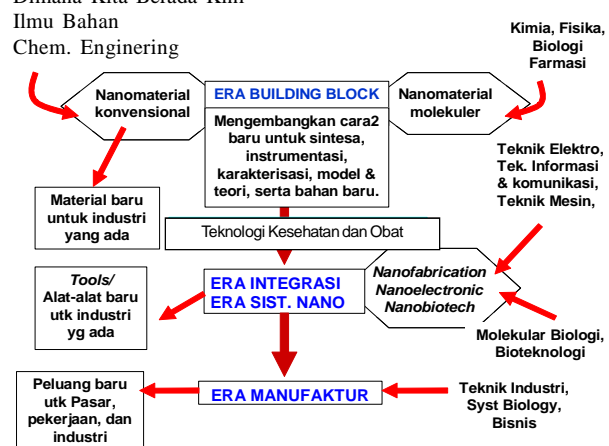 Dimana Kita Berada Kini
Ilmu Bahan
Chem. Enginering
Kimia, Fisika,
Biologi
Farmasi
Nanomaterial
konvensional
ERA BUILDING BLOCK
Nanomaterial
molekuler
Mengembangkan cara2
baru untuk sintesa,
instrumentasi,
karakterisasi, model &
teori, serta bahan baru.
Teknik Elektro,
Tek. Informasi
& komunikasi,
Teknik Mesin,
Material baru
untuk industri
yang ada
Teknologi Kesehatan dan Obat
Tools/
Alat-alat baru
utk industri
yg ada
ERA INTEGRASI
ERA SIST. NANO
Nanofabrication
Nanoelectronic
Nanobiotech
Molekular Biologi,
Bioteknologi
Peluang baru
utk Pasar,
pekerjaan, dan
industri
ERA MANUFAKTUR
Teknik Industri,
Syst Biology,
Bisnis